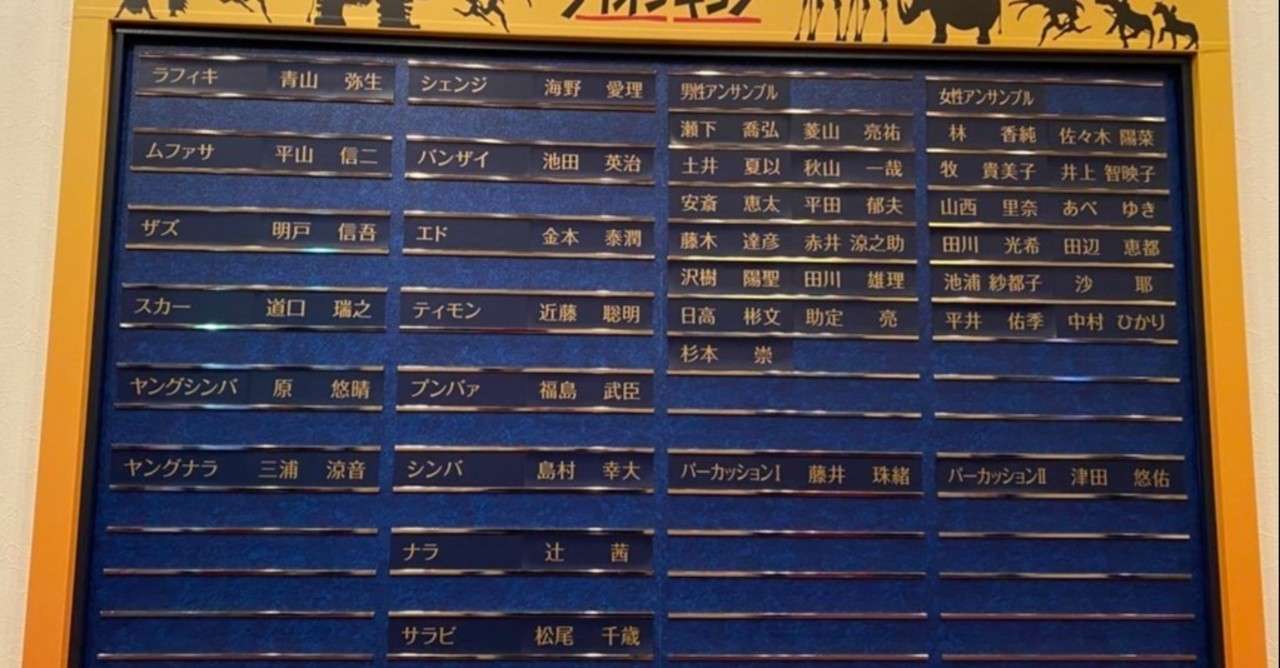 ライオンキング
ラフィキ 青山 弥生
ムファサ 平山 信二
ザズ 明戸 信吾
スカー 道口 瑞之
ヤングシンバ 原 悠晴
ヤングナラ 三浦 涼音
シェンジ 海野 愛理
バンザイ 池田 英治
エド 金本 泰潤
ティモン 近藤 聡明
プンバァ 福島 武臣
シンバ 島村 幸大
ナラ 辻 茜
サラビ 松尾 千歳
男性アンサンブル
瀬下 喬弘 菱山 亮祐
土井 夏以 秋山 一哉
安斎 恵太 平田 郁夫
藤木 達彦 赤井 涼之助
沢樹 陽聖 田川 雄理
日高 彬文 助定 亮
杉本 崇
パーカッションⅠ 藤井 珠緒
女性アンサンブル
林 香純 佐々木 陽菜
牧 貴美子 井上 智映子
山西 里奈 あべ ゆき
田川 光希 田辺 恵都
池浦 紗都子 沙 耶
平井 佑季 中村 ひかり
パーカッションⅡ 津田 悠佑